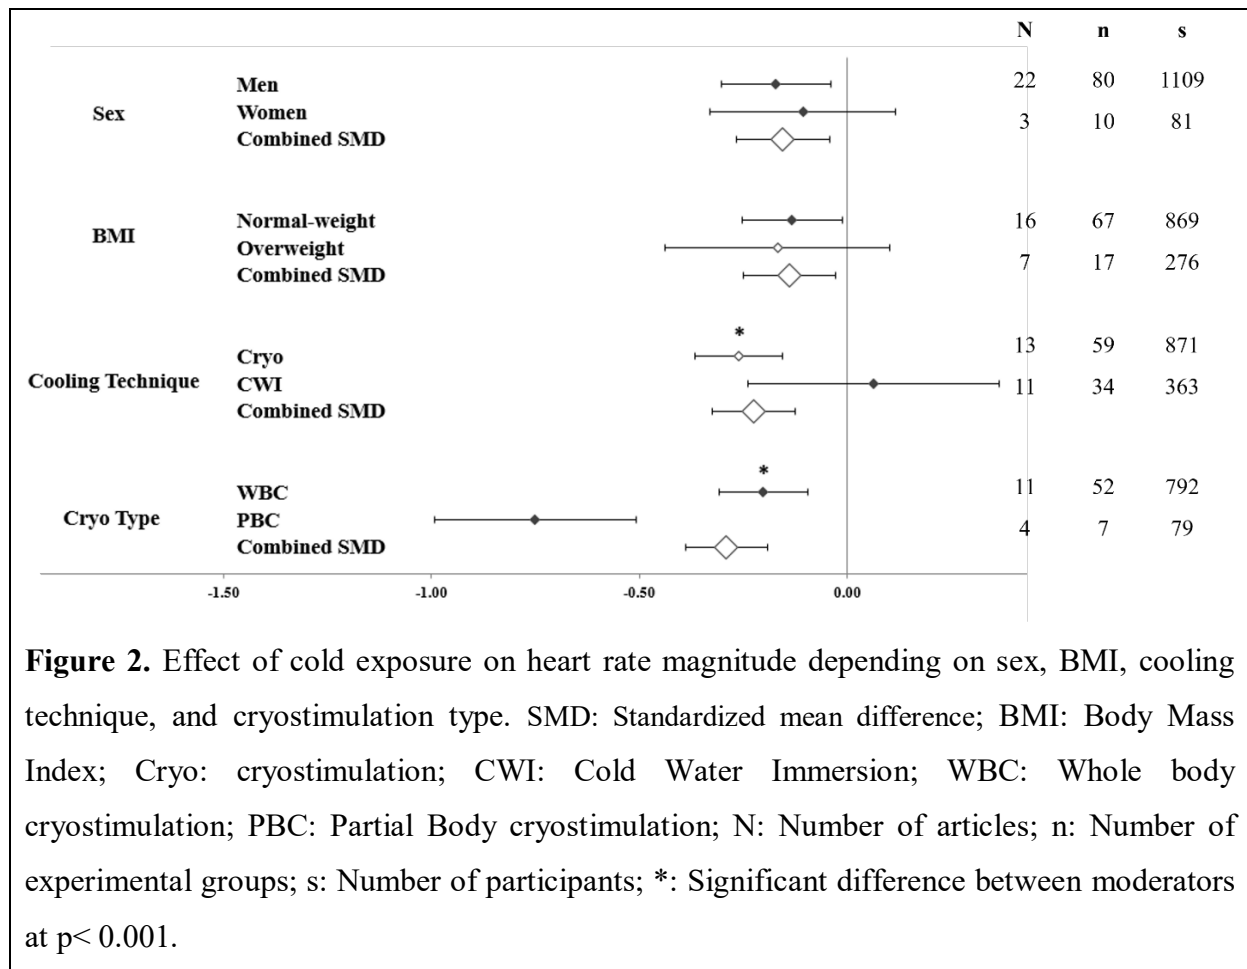 N n s
Men 22 80 1109
Sex Women 3 10 81
Combined SMD
Normal-weight 16 67 869
BMI Overweight 7 17 276
Combined SMD
*
Cryo 13 59 871
Cooling Technique CWI 11 34 363
Combined SMD
*
WBC 11 52 792
Cryo Type PBC 4 7 79
Combined SMD
-1.50 -1.00 -0.50 0.00
Figure 2. Effect of cold exposure on heart rate magnitude depending on sex, BMI, cooling
technique, and cryostimulation type. SMD: Standardized mean difference; BMI: Body Mass
Index; Cryo: cryostimulation; CWI: Cold Water Immersion; WBC: Whole body
cryostimulation; PBC: Partial Body cryostimulation; N: Number of articles; n: Number of
experimental groups; s: Number of participants; *: Significant difference between moderators
at p< 0.001.